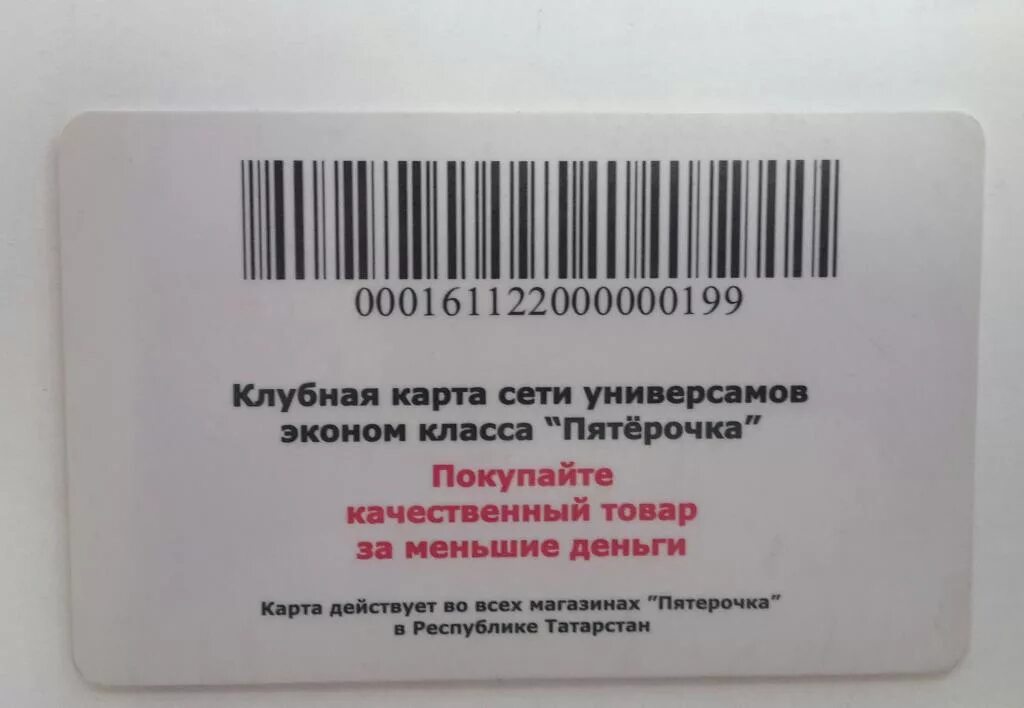 000161122000000199
Клубная карта сети универсамов
эконом класса “Пятёрочка”
Покупайте
качественный товар
за меньшие деньги
Карта действует во всех магазинах "Пятерочка"
в Республике Татарстан